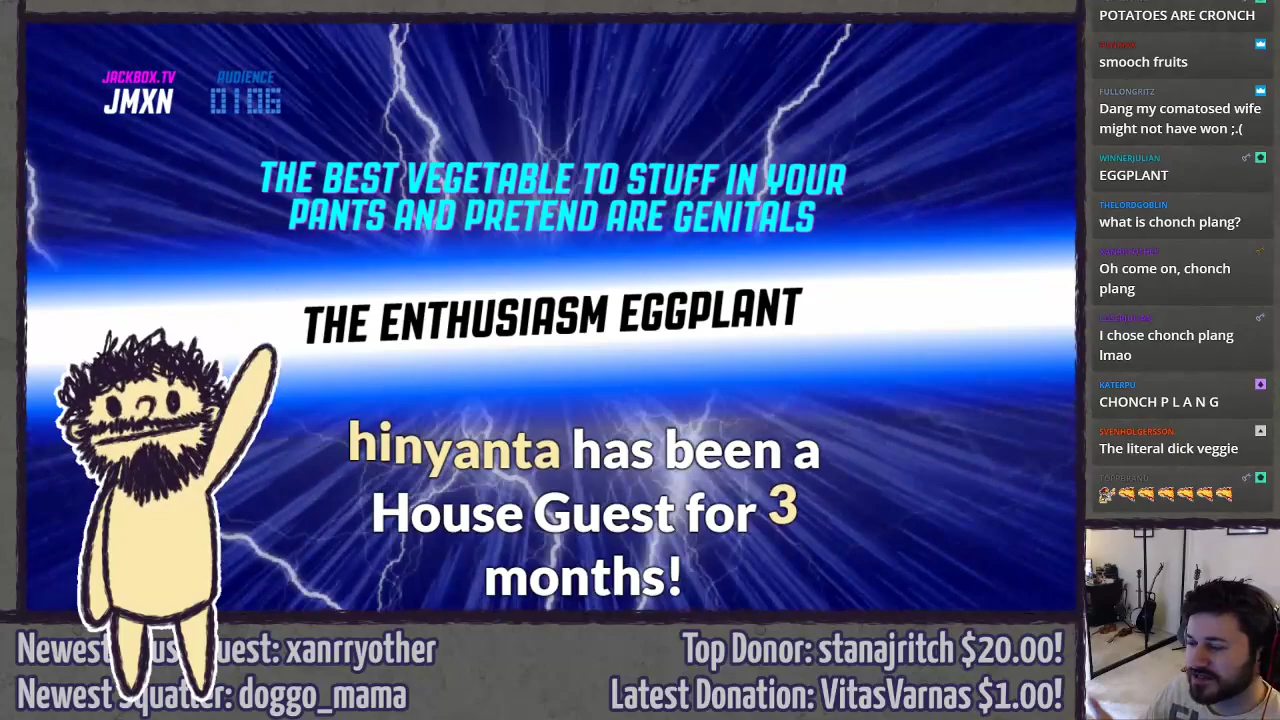 JACKBOX.TV
JMXN
AUDIENCE
01:06
THE BEST VEGETABLE TO STUFF IN YOUR
PANTS AND PRETEND ARE GENITALS
THE ENTHUSIASM EGGPLANT
hinyanta has been a
House Guest for 3
months!
Newest guest: xanrryother
Newest squatter: doggo_mama
Top Donor: stanajritch $20.00!
Latest Donation: VitasVarnas $1.00!
POTATOES ARE CRONCH
smooch fruits
FULLONGRITZ
Dang my comatosed wife
might not have won ;.(
WINNERJULIAN
EGGPLANT
THELORDGOBLIN
what is chonch plang?
Oh come on, chonch
plang
I chose chonch plang
lmao
KATERPU
CHONCH P L A N G
SVENHOLGERSSON
The literal dick veggie